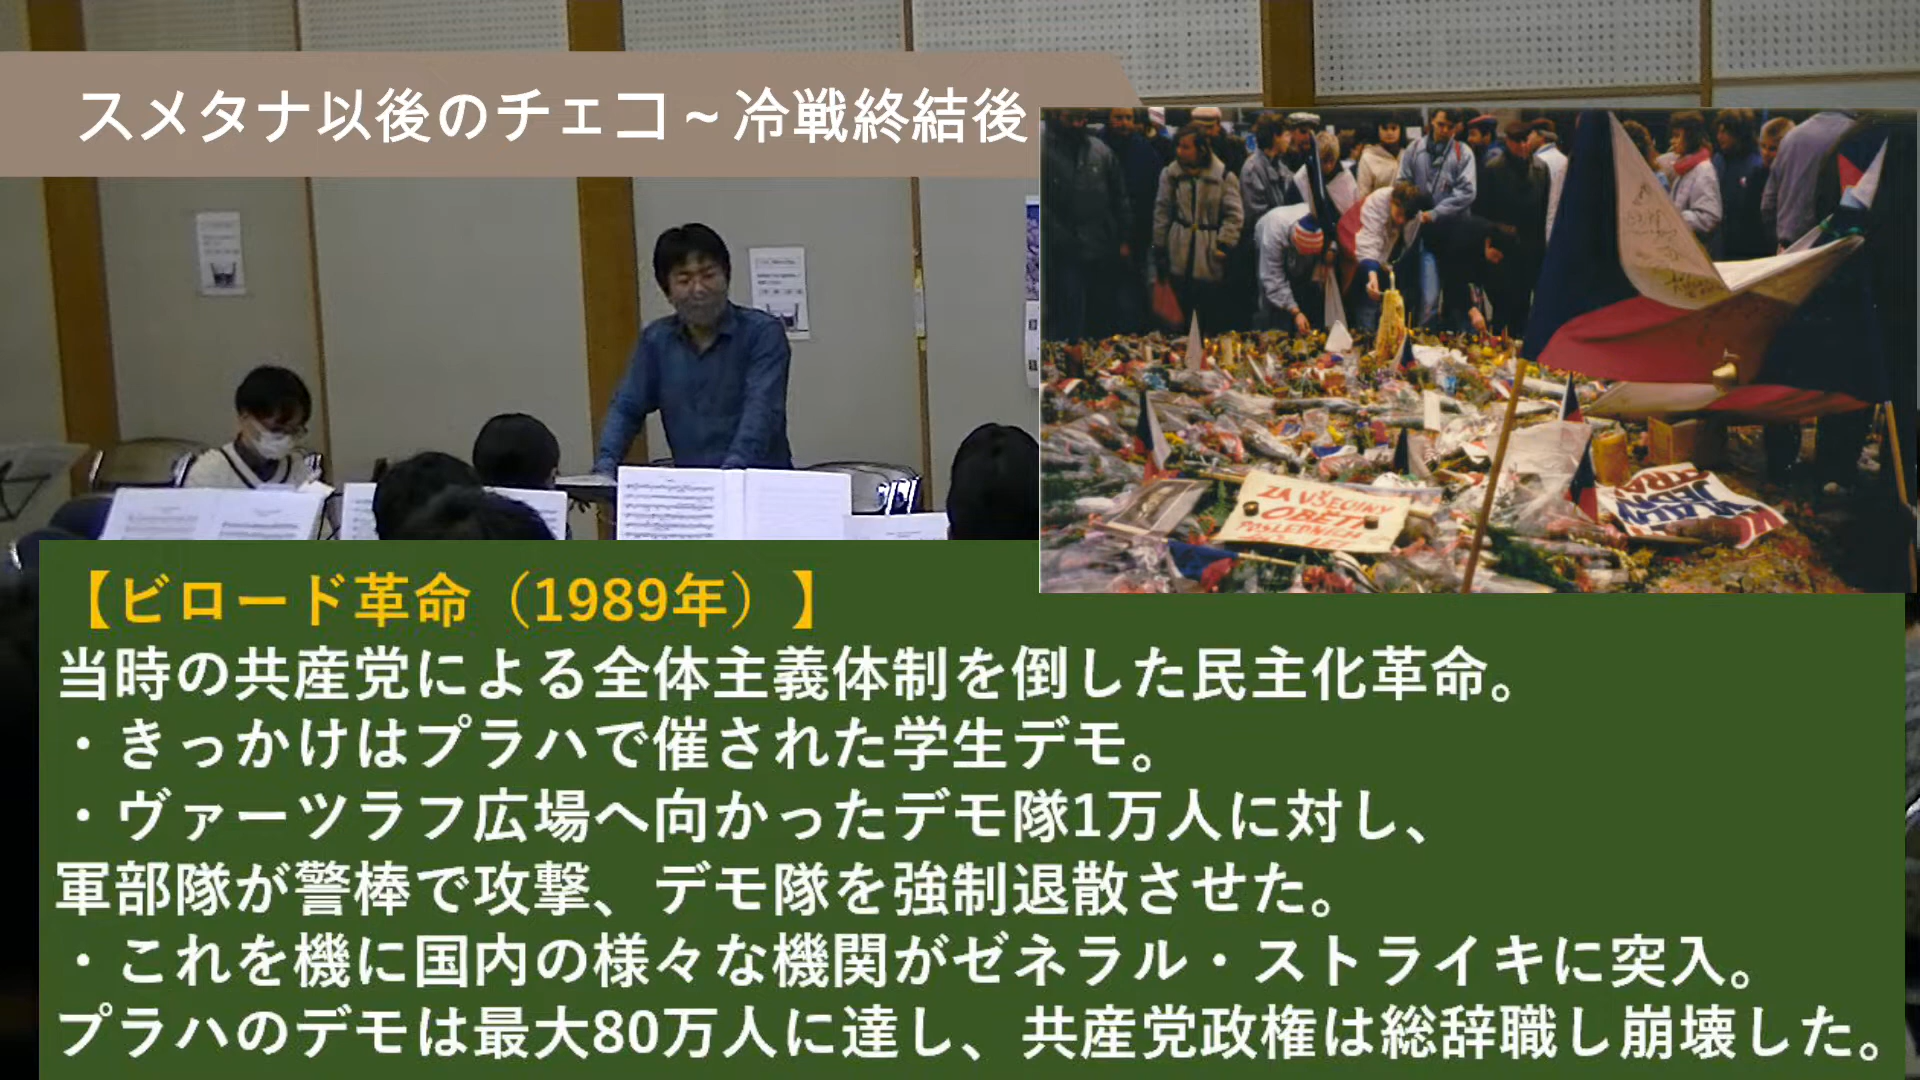 スメタナ以後のチェコ~冷戦終結後
ZA VŠECHNY
OBĚTI
【ビロード革命（1989年）】
当時の共産党による全体主義体制を倒した民主化革命。
・きっかけはプラハで催された学生デモ。
・ヴァーツラフ広場へ向かったデモ隊1万人に対し、
軍部隊が警棒で攻撃、デモ隊を強制退散させた。
・これを機に国内の様々な機関がゼネラル・ストライキに突入。
プラハのデモは最大80万人に達し、共産党政権は総辞職し崩壊した。